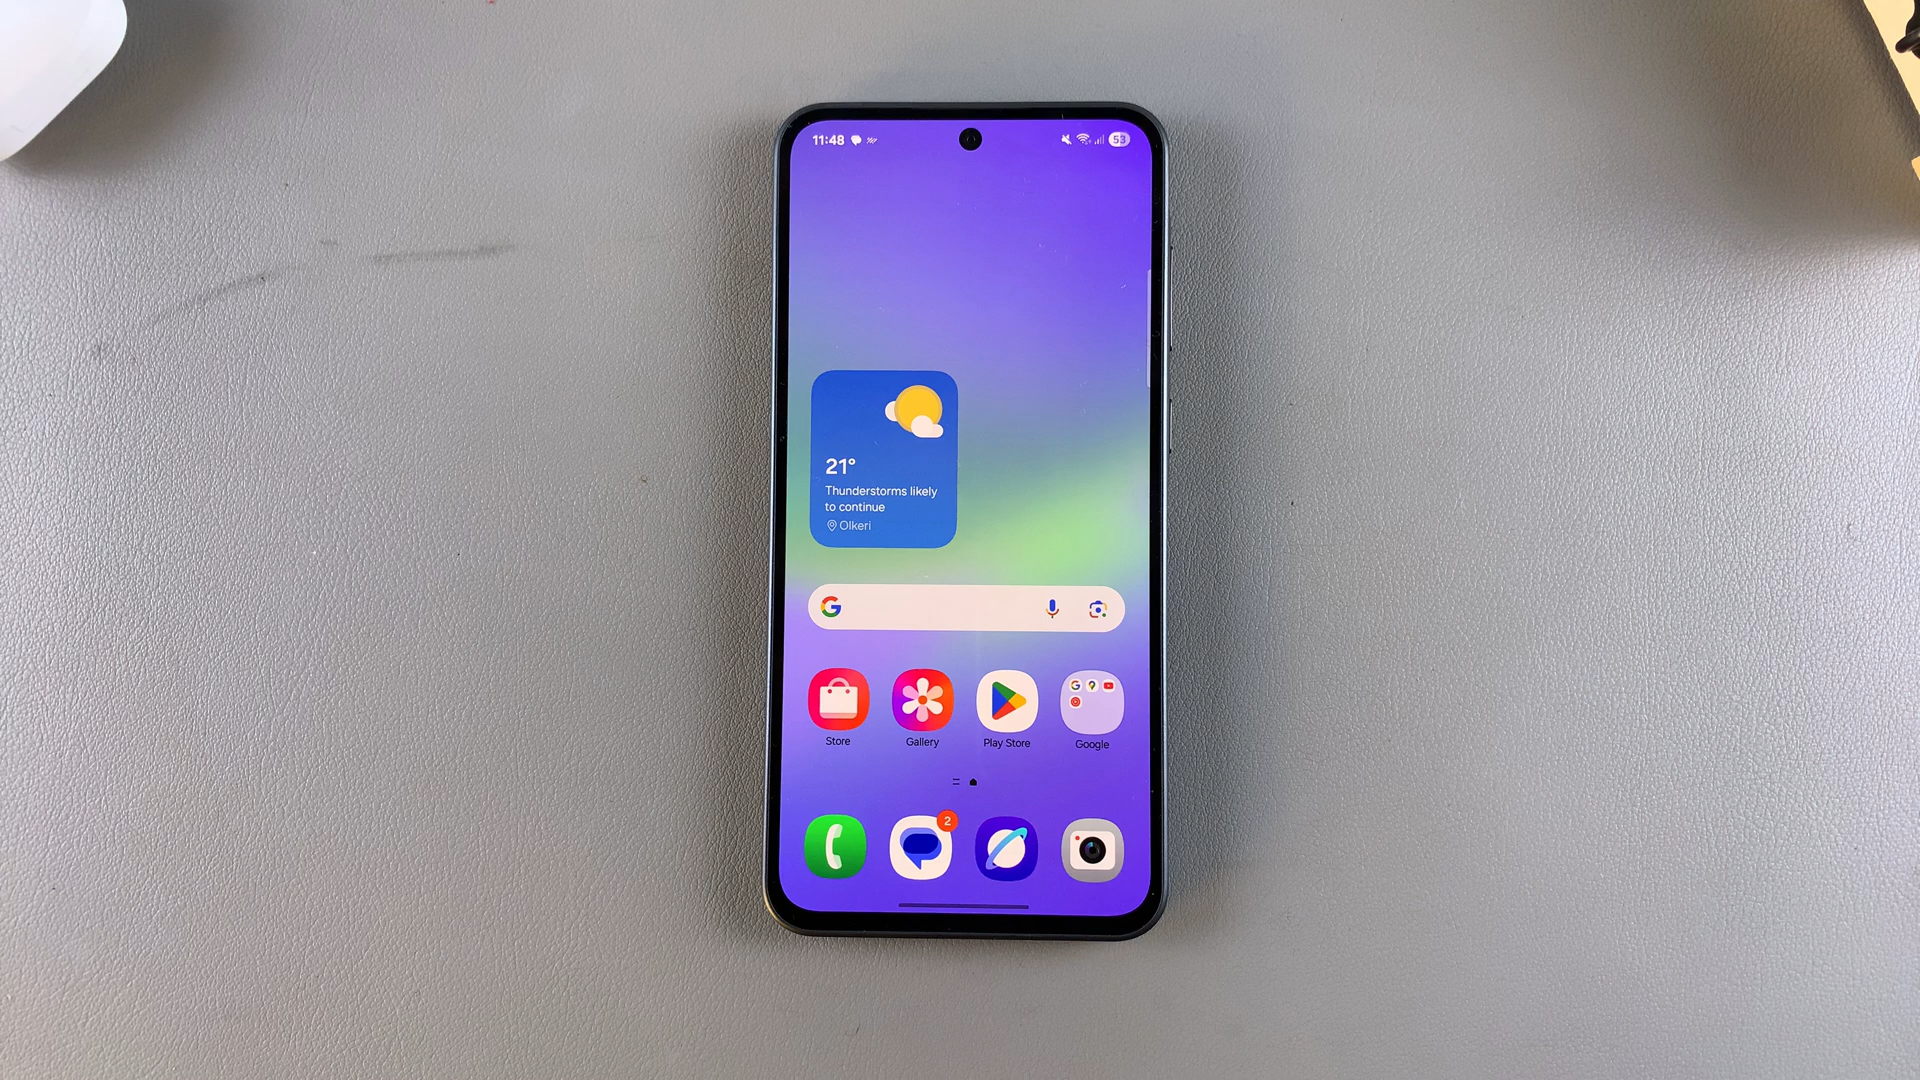 11:48
53
21°
Thunderstorms likely
to continue
Olkeri
G
Store
Gallery
Play Store
Google
2